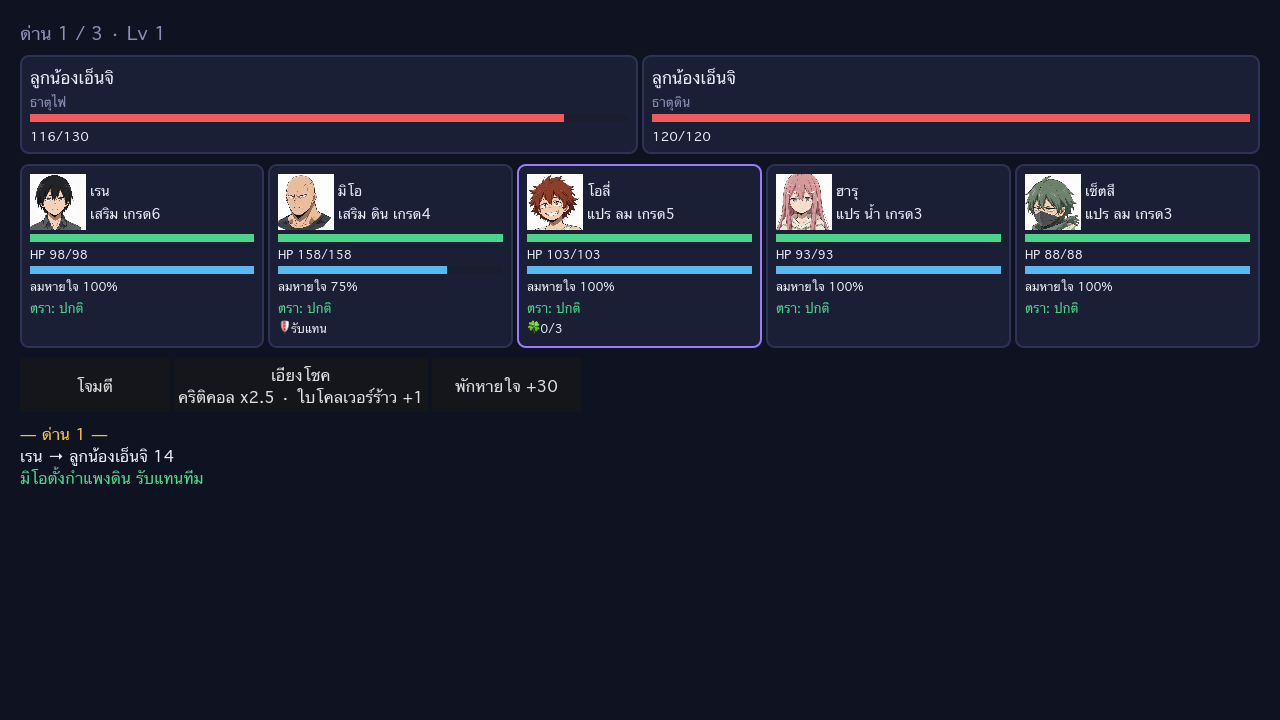 ด่าน 1 / 3 · Lv 1
ลูกน้องเอ็นจิ
ธาตุไฟ
116/130
ลูกน้องเอ็นจิ
ธาตุดิน
120/120
เรน
เสริม เกรด6
HP 98/98
ลมหายใจ 100%
ตรา: ปกติ
มิโอ
เสริม ดิน เกรด4
HP 158/158
ลมหายใจ 75%
ตรา: ปกติ
รับแทน
โอลี่
แปร ลม เกรด5
HP 103/103
ลมหายใจ 100%
ตรา: ปกติ
🍀0/3
ฮารุ
แปร น้ำ เกรด3
HP 93/93
ลมหายใจ 100%
ตรา: ปกติ
เซ็ตสึ
แปร ลม เกรด3
HP 88/88
ลมหายใจ 100%
ตรา: ปกติ
โจมตี
เอียงโชค
คริติคอล x2.5 · ใบโคลเวอร์ร้าว +1
พักหายใจ +30
— ด่าน 1 —
เรน → ลูกน้องเอ็นจิ 14
มิโอตั้งกำแพงดิน รับแทนทีม